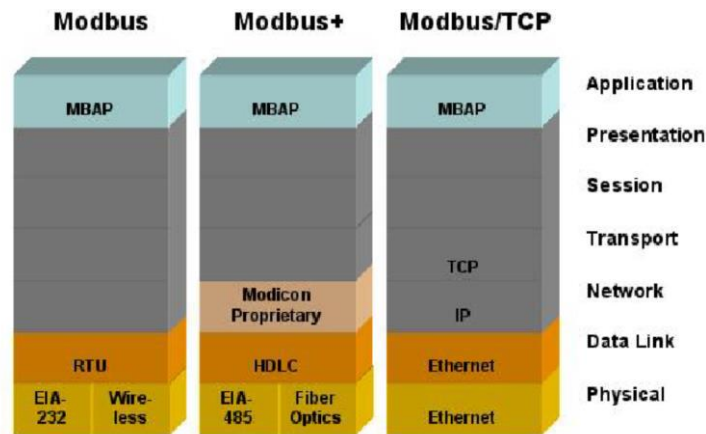 Modbus Modbus+ Modbus/TCP
MBAP MBAP MBAP Application
Presentation
Session
TCP Transport
Modicon
Proprietary IP Network
RTU HDLC Ethernet Data Link
EIA-
232 Wire-
less EIA-
485 Fiber
Optics Ethernet Physical